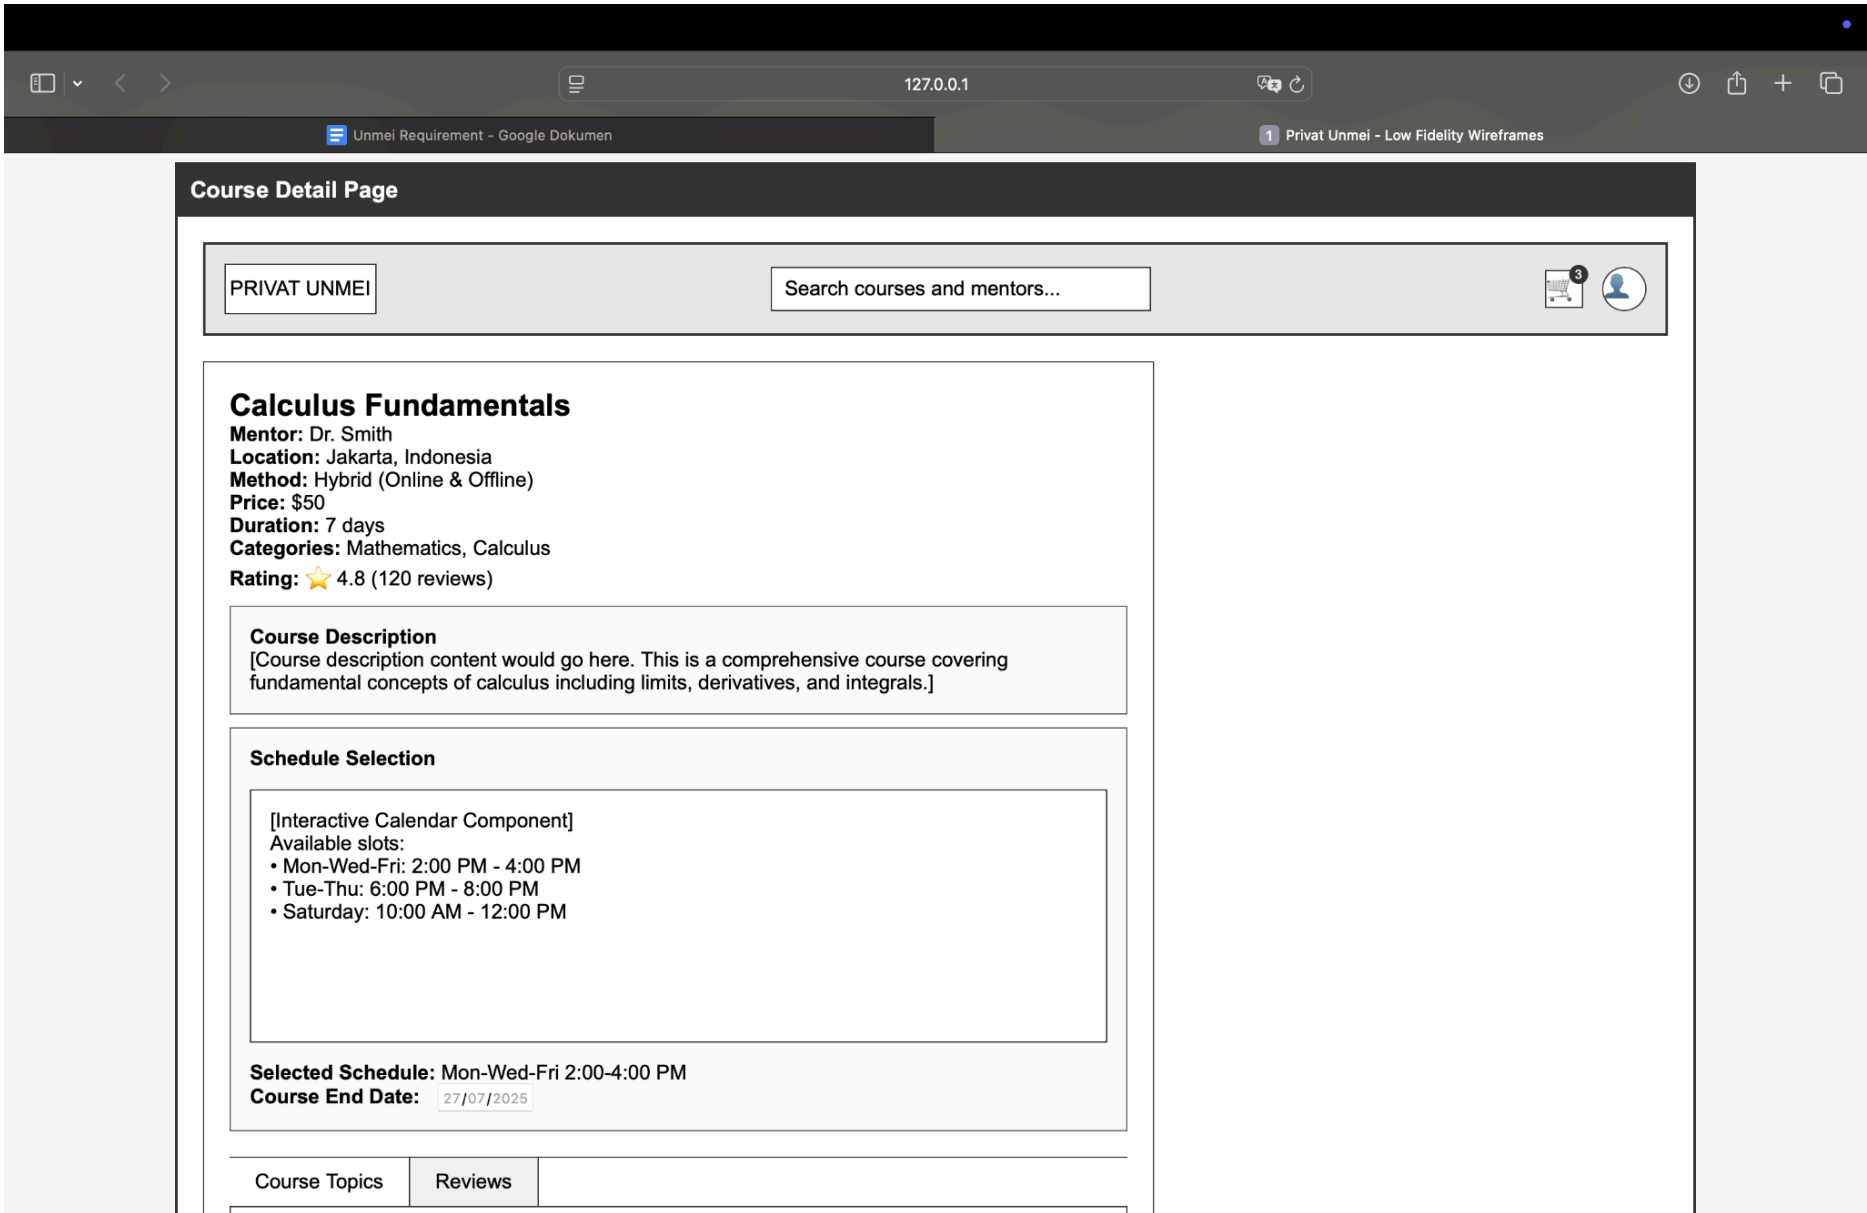 127.0.0.1
Unmei Requirement - Google Dokumen
1 Privat Unmei - Low Fidelity Wireframes
Course Detail Page
PRIVAT UNMEI
Search courses and mentors...
3
Calculus Fundamentals
Mentor: Dr. Smith
Location: Jakarta, Indonesia
Method: Hybrid (Online & Offline)
Price: $50
Duration: 7 days
Categories: Mathematics, Calculus
Rating: ⭐ 4.8 (120 reviews)
Course Description
[Course description content would go here. This is a comprehensive course covering
fundamental concepts of calculus including limits, derivatives, and integrals.]
Schedule Selection
[Interactive Calendar Component]
Available slots:
• Mon-Wed-Fri: 2:00 PM - 4:00 PM
• Tue-Thu: 6:00 PM - 8:00 PM
• Saturday: 10:00 AM - 12:00 PM
Selected Schedule: Mon-Wed-Fri 2:00-4:00 PM
Course End Date: 27/07/2025
Course Topics
Reviews